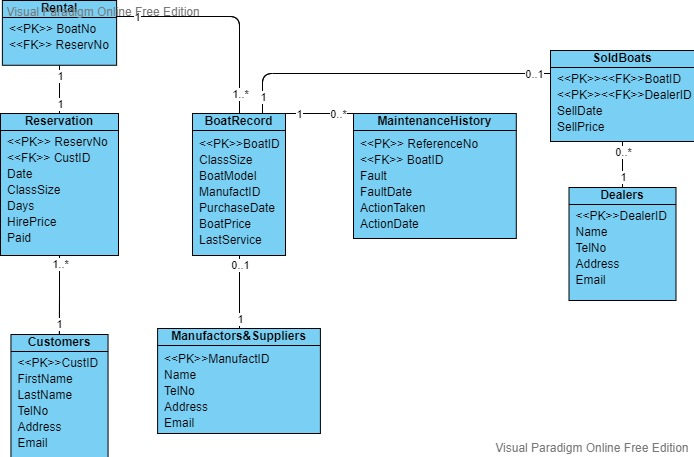 Visual Paradigm Online Free Edition
Rental
<<PK>> BoatNo
<<FK>> ReservNo
1
1..*
1
1
Reservation
<<PK>> ReservNo
<<FK>> CustID
Date
ClassSize
Days
HirePrice
Paid
1..*
1
Customers
<<PK>>CustID
FirstName
LastName
TelNo
Address
Email
BoatRecord
<<PK>>BoatID
ClassSize
BoatModel
ManufactID
PurchaseDate
BoatPrice
LastService
1
0..1
1
0..*
0..1
1
Manufactors&Suppliers
<<PK>>ManufactID
Name
TelNo
Address
Email
MaintenanceHistory
<<PK>> ReferenceNo
<<FK>> BoatID
Fault
FaultDate
ActionTaken
ActionDate
SoldBoats
<<PK>><<FK>>BoatID
<<PK>><<FK>>DealerID
SellDate
SellPrice
0..*
1
Dealers
<<PK>>DealerID
Name
TelNo
Address
Email
Visual Paradigm Online Free Edition